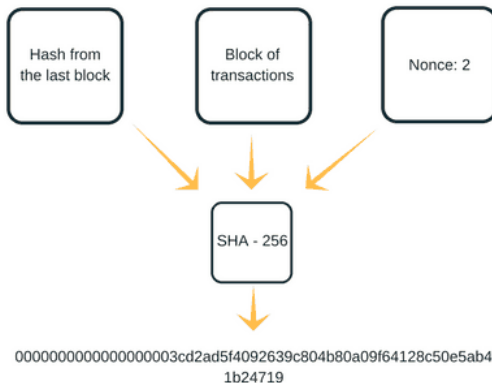 Hash from
the last block
Block of
transactions
Nonce: 2
SHA - 256
0000000000000000003cd2ad5f4092639c804b80a09f64128c50e5ab4
1b24719